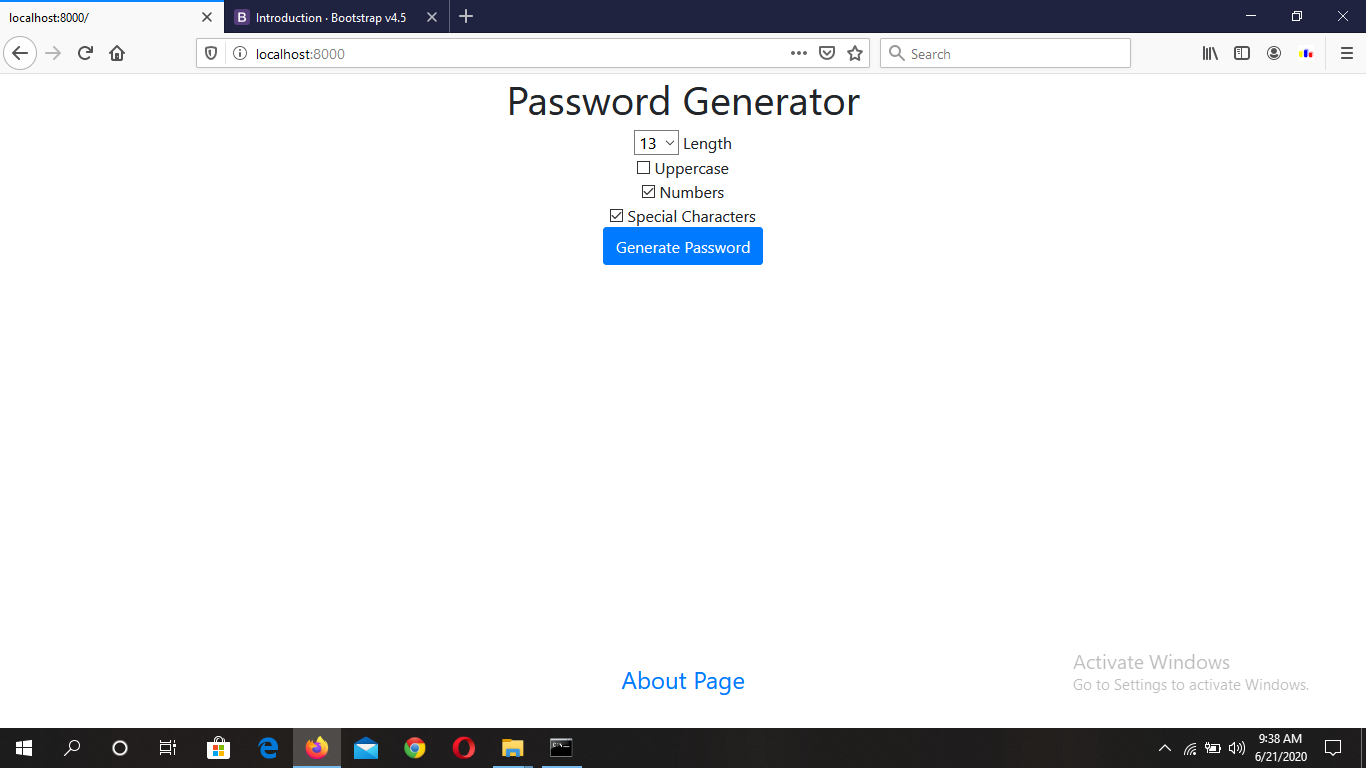 localhost:8000/
B Introduction · Bootstrap v4.5
localhost:8000
Search
Password Generator
13 Length
Uppercase
Numbers
Special Characters
Generate Password
About Page
Activate Windows
Go to Settings to activate Windows.
9:38 AM
6/21/2020